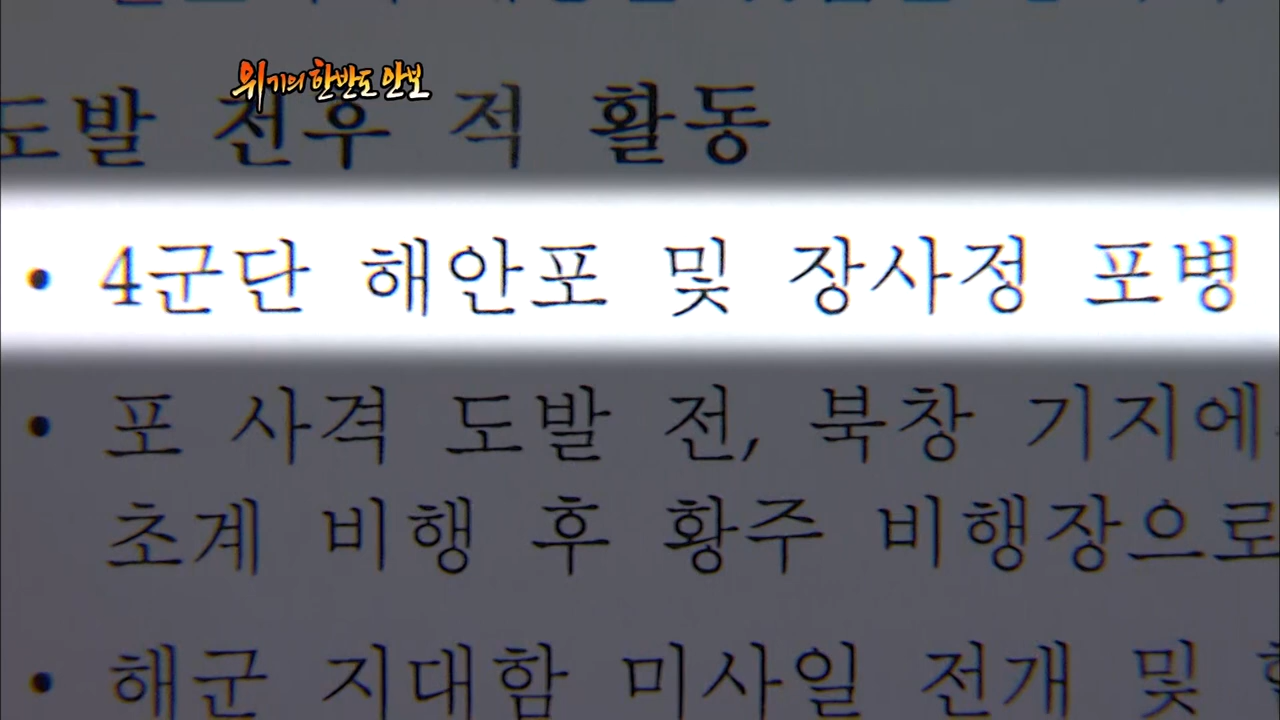 위기의 한반도 안보
도발 전후 적 활동
• 4군단 해안포 및 장사정 포병
• 포 사격 도발 전, 북창 기지에
초계 비행 후 황주 비행장으로
• 해군 지대함 미사일 전개 및